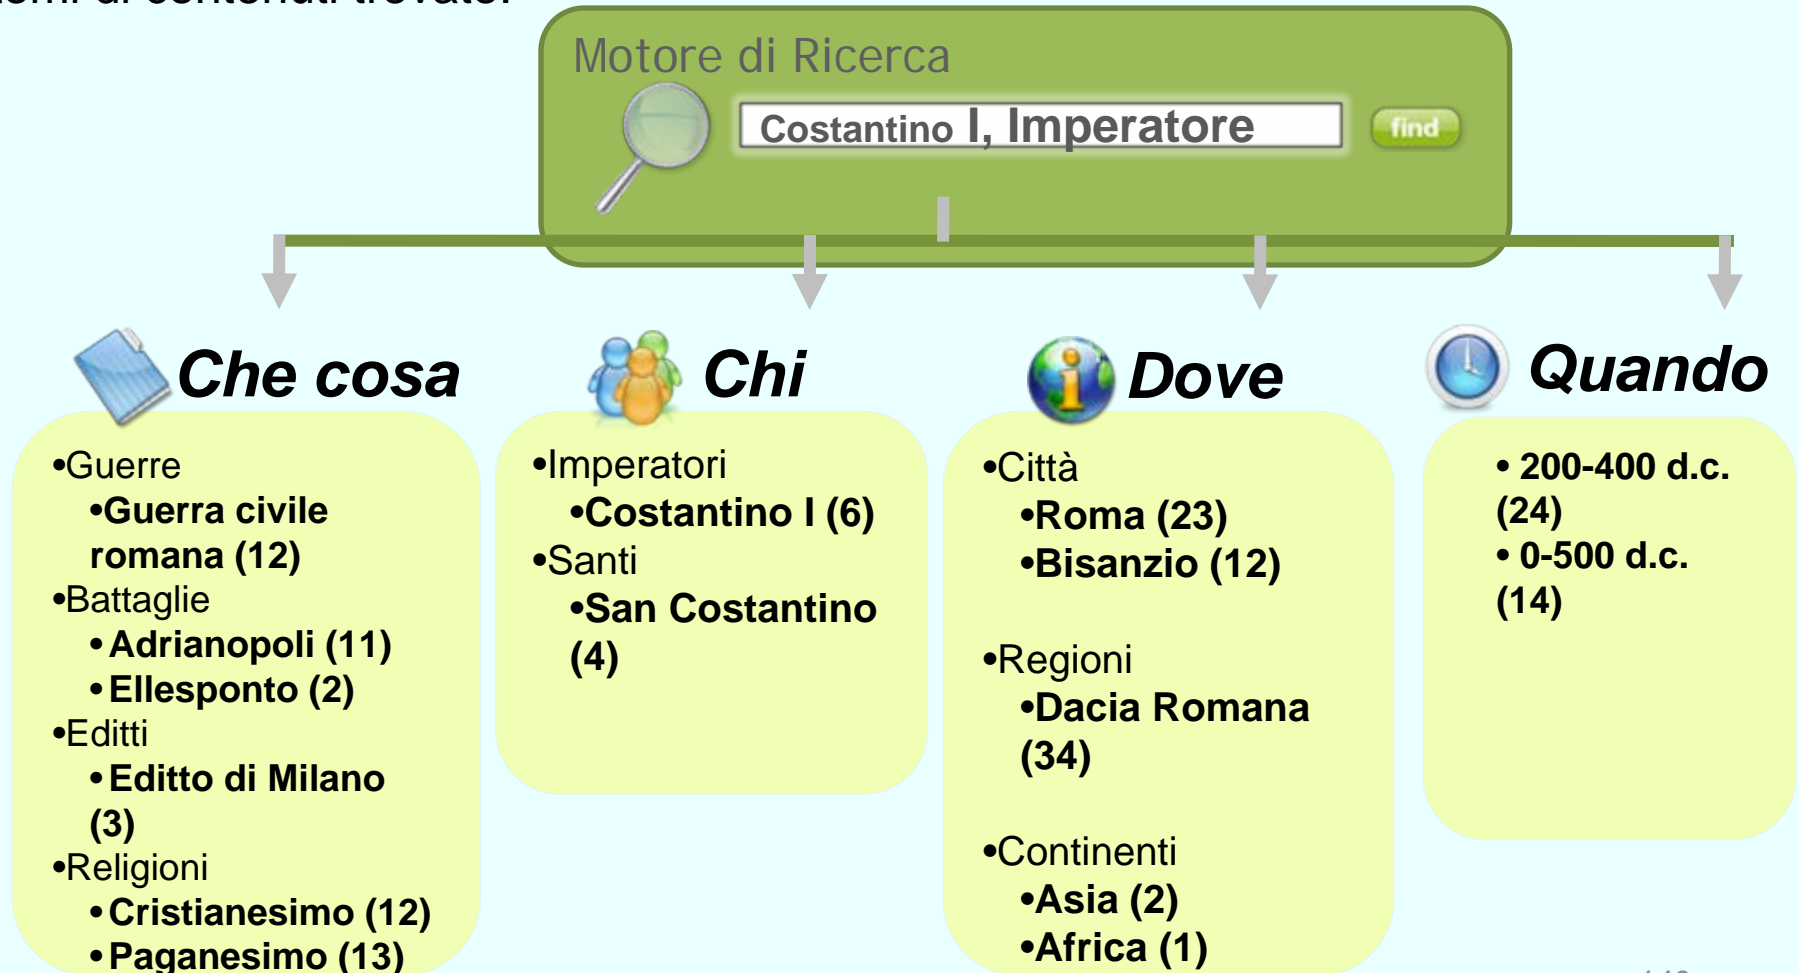 di contenuti trovato.
Motore di Ricerca
Costantino I, Imperatore
find
Che cosa
•Guerre
•Guerra civile
romana (12)
•Battaglie
• Adrianopoli (11)
• Ellesponto (2)
•Editti
• Editto di Milano
(3)
•Religioni
• Cristianesimo (12)
• Paganesimo (13)
Chi
•Imperatori
•Costantino I (6)
•Santi
•San Costantino
(4)
Dove
•Città
•Roma (23)
•Bisanzio (12)
•Regioni
•Dacia Romana
(34)
•Continenti
•Asia (2)
•Africa (1)
Quando
• 200-400 d.c.
(24)
• 0-500 d.c.
(14)